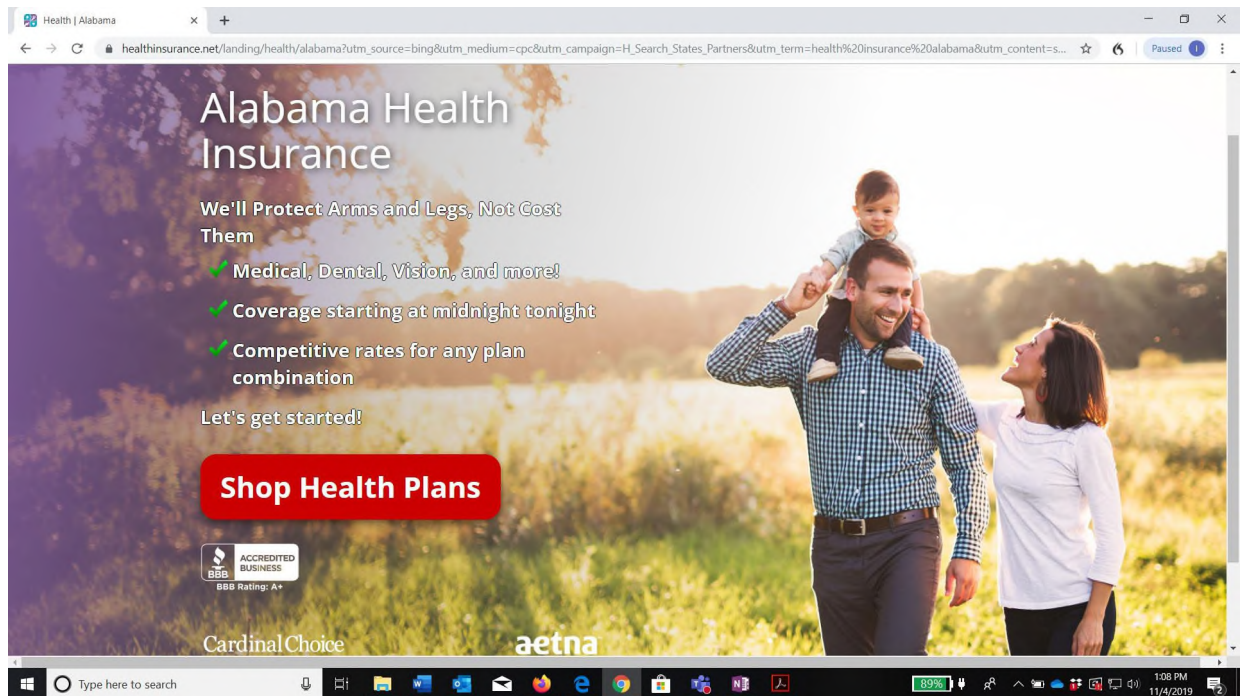 Health | Alabama
healthinsurance.net/landing/health/alabama?utm_source=bing&utm_medium=cpc&utm_campaign=H_Search_States_Partners&utm_term=health%20insurance%20alabama&utm_content=s...
Paused
I
Alabama Health
Insurance
We'll Protect Arms and Legs, Not Cost
Them
Medical, Dental, Vision, and more!
Coverage starting at midnight tonight
Competitive rates for any plan
combination
Let's get started!
Shop Health Plans
BBB
ACCREDITED
BUSINESS
BBB Rating: A+
CardinalChoice
aetna
Type here to search
89%
1:08 PM
11/4/2019
2